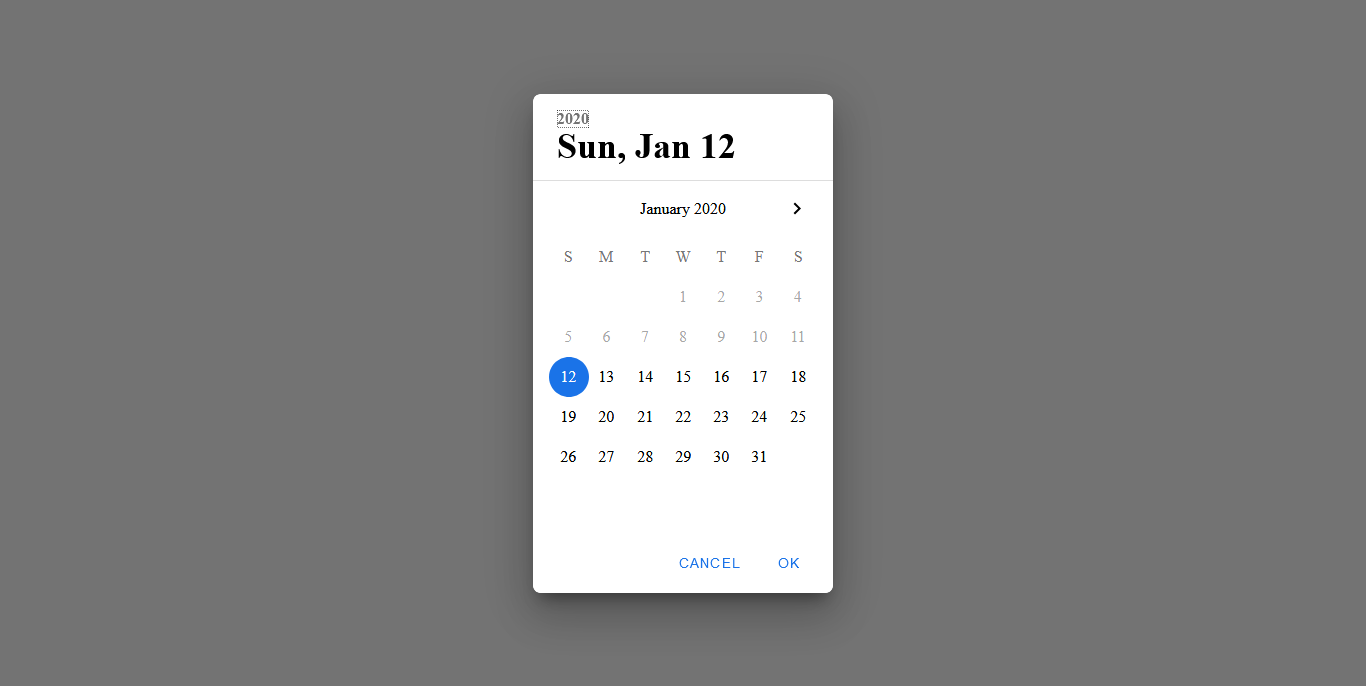 2020
Sun, Jan 12
January 2020
S M T W T F S
1 2 3 4
5 6 7 8 9 10 11
12 13 14 15 16 17 18
19 20 21 22 23 24 25
26 27 28 29 30 31
CANCEL OK